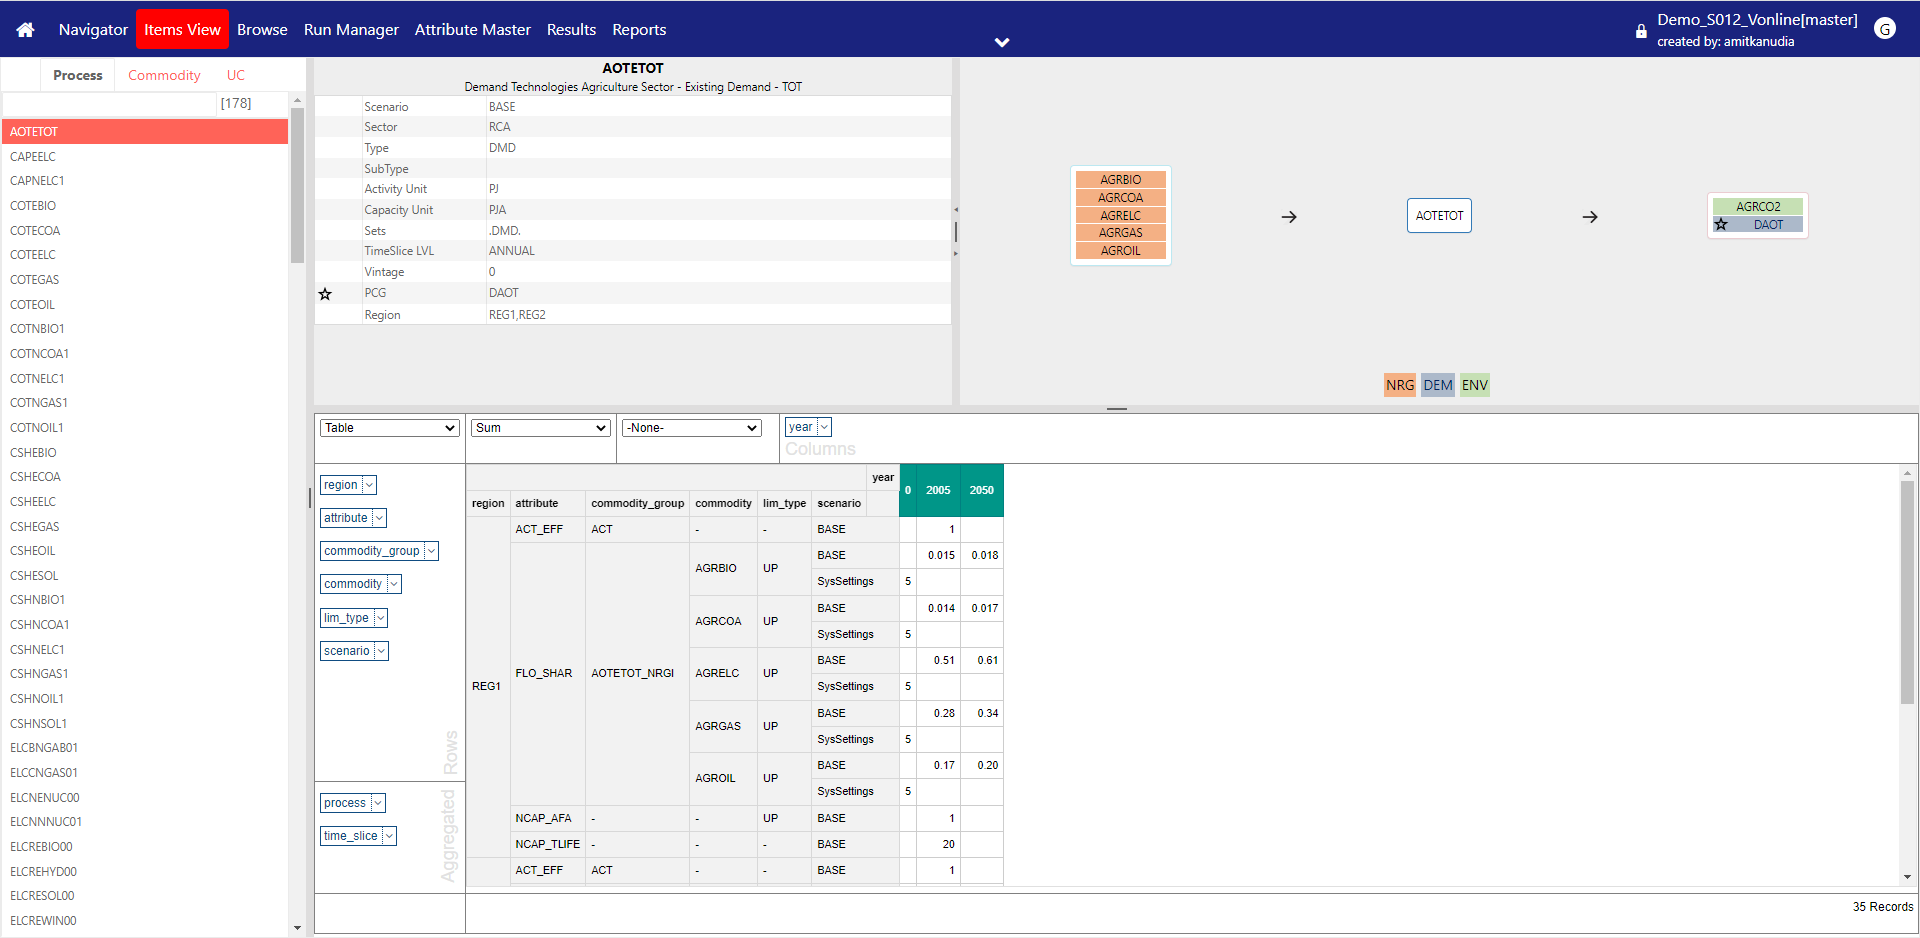 Navigator Items View Browse Run Manager Attribute Master Results Reports
Demo_S012_Vonline[master]
created by: amitkanudia
G
Process Commodity UC
[178]
AOTETOT
CAPEELC
CAPNELC1
COTEBIO
COTECOA
COTEELC
COTEGAS
COTEOIL
COTNBIO1
COTNCOA1
COTNELC1
COTNGAS1
COTNOIL1
CSHEBIO
CSHECOA
CSHEELC
CSHEGAS
CSHEOIL
CSHESOL
CSHNBIO1
CSHNCOA1
CSHNELC1
CSHNGAS1
CSHNOIL1
CSHNSOL1
ELCBNGAB01
ELCCNGAS01
ELCNENUC00
ELCNNNUC01
ELCREBIO00
ELCREHYD00
ELCRESOL00
ELCREWIN00
AOTETOT
Demand Technologies Agriculture Sector - Existing Demand - TOT
Scenario BASE
Sector RCA
Type DMD
SubType
Activity Unit PJ
Capacity Unit PJA
Sets .DMD.
TimeSlice LVL ANNUAL
Vintage 0
PCG DAOT
Region REG1,REG2
AGRBIO
AGRCOA
AGRELC
AGRGAS
AGROIL
AOTETOT
AGRCO2
DAOT
NRG DEM ENV
Table Sum -None- year
Columns
region
attribute
commodity_group
commodity
lim_type
scenario
Rows
process
time_slice
Aggregated
year 0 2005 2050
region attribute commodity_group commodity lim_type scenario
REG1 ACT_EFF ACT - - BASE 1
FLO_SHAR AOTETOT_NRGI AGRBIO UP BASE 0.015 0.018
SysSettings 5
AGRCOA UP BASE 0.014 0.017
SysSettings 5
AGRELC UP BASE 0.51 0.61
SysSettings 5
AGRGAS UP BASE 0.28 0.34
SysSettings 5
AGROIL UP BASE 0.17 0.20
SysSettings 5
NCAP_AFA - - UP BASE 1
NCAP_TLIFE - - - BASE 20
ACT_EFF ACT - - BASE 1
35 Records